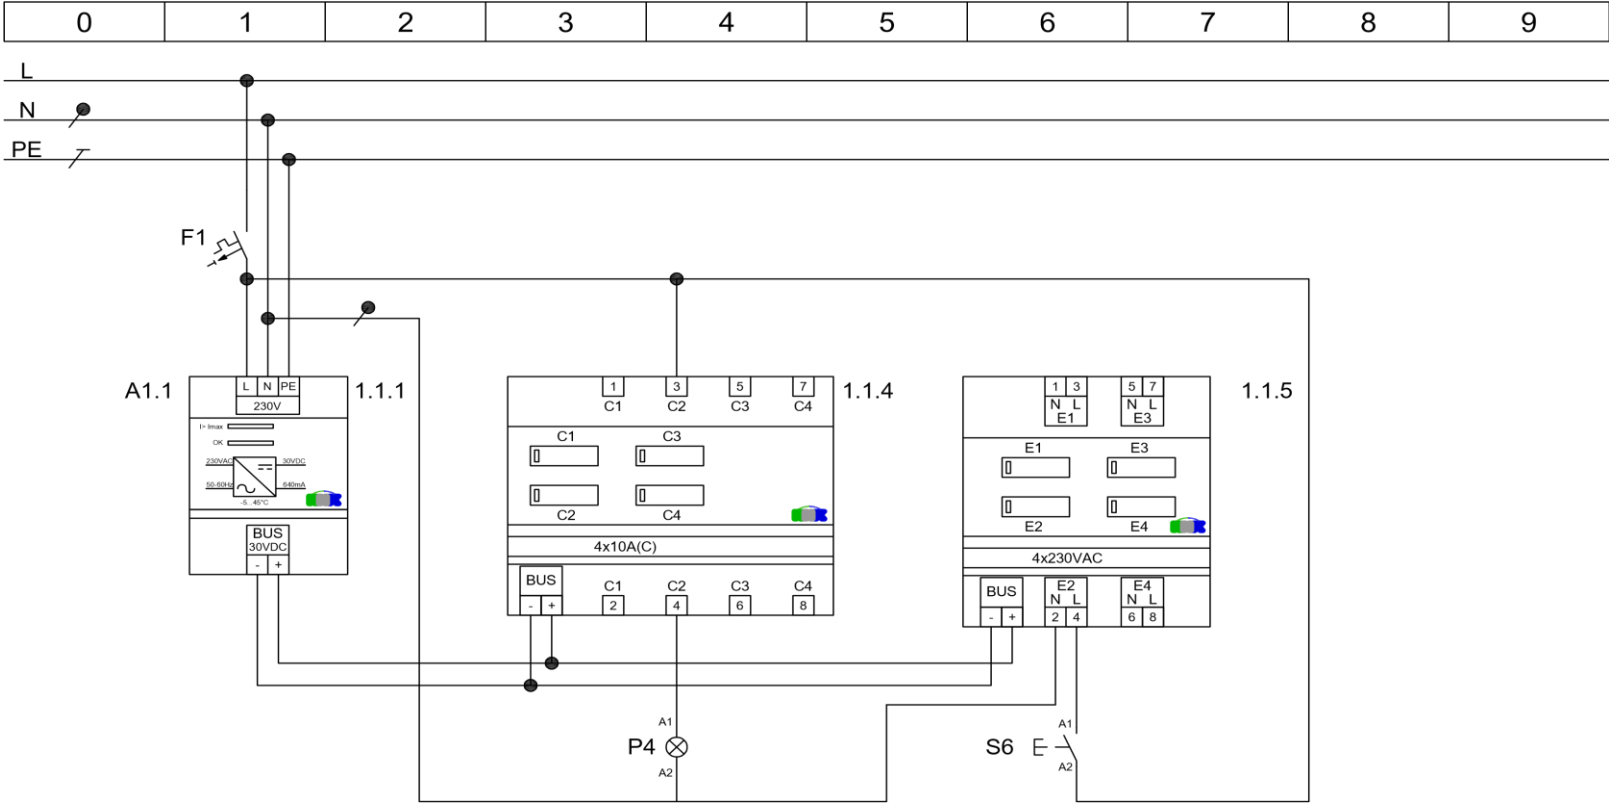 0 1 2 3 4 5 6 7 8 9
L
N
PE
F1
A1.1
L N PE
230V
1.1.1
I> Imax
OK
230VAC 30VDC
50-60Hz 640mA
-5...45°C
BUS
30VDC
- +
1 3 5 7
C1 C2 C3 C4
1.1.4
C1 C3
C2 C4
4x10A(C)
BUS
- +
C1 C2 C3 C4
2 4 6 8
1 3 5 7
N L N L
E1 E3
1.1.5
E1 E3
E2 E4
4x230VAC
BUS
- +
E2 E4
N L N L
2 4 6 8
A1
P4
A2
A1
S6
A2